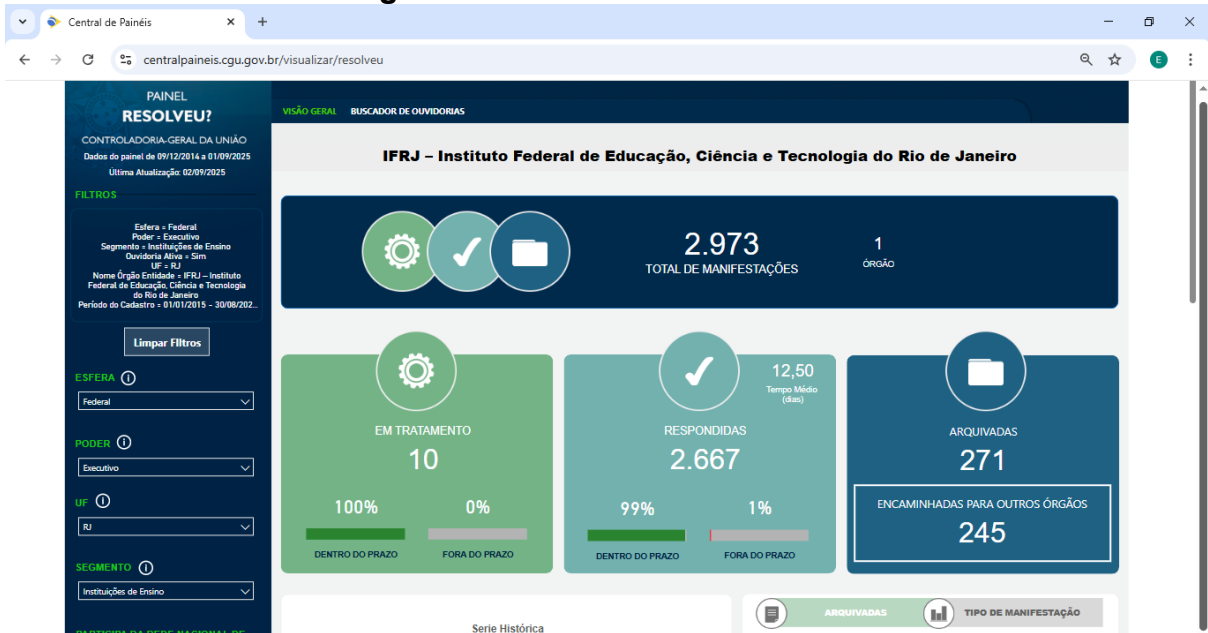 Central de Painéis
centralpaineis.cgu.gov.br/visualizar/resolveu
E
PAINEL
RESOLVEU?
CONTROLADORIA-GERAL DA UNIÃO
Dados do painel de 09/12/2014 a 01/09/2025
Última Atualização: 02/09/2025
FILTROS
Esfera = Federal
Poder = Executivo
Segmento = Instituições de Ensino
Ouvidoria Ativa = Sim
UF = RJ
Nome Órgão Entidade = IFRJ – Instituto
Federal de Educação, Ciência e Tecnologia
do Rio de Janeiro
Período do Cadastro = 01/01/2015 - 30/08/202...
Limpar FIltros
ESFERA
Federal
PODER
Executivo
UF
RJ
SEGMENTO
Instituições de Ensino
VISÃO GERAL BUSCADOR DE OUVIDORIAS
IFRJ – Instituto Federal de Educação, Ciência e Tecnologia do Rio de Janeiro
2.973
TOTAL DE MANIFESTAÇÕES
1
ÓRGÃO
EM TRATAMENTO
10
100% 0%
DENTRO DO PRAZO FORA DO PRAZO
12,50
Tempo Médio
(dias)
RESPONDIDAS
2.667
99% 1%
DENTRO DO PRAZO FORA DO PRAZO
ARQUIVADAS
271
ENCAMINHADAS PARA OUTROS ÓRGÃOS
245
Serie Histórica
ARQUIVADAS TIPO DE MANIFESTAÇÃO